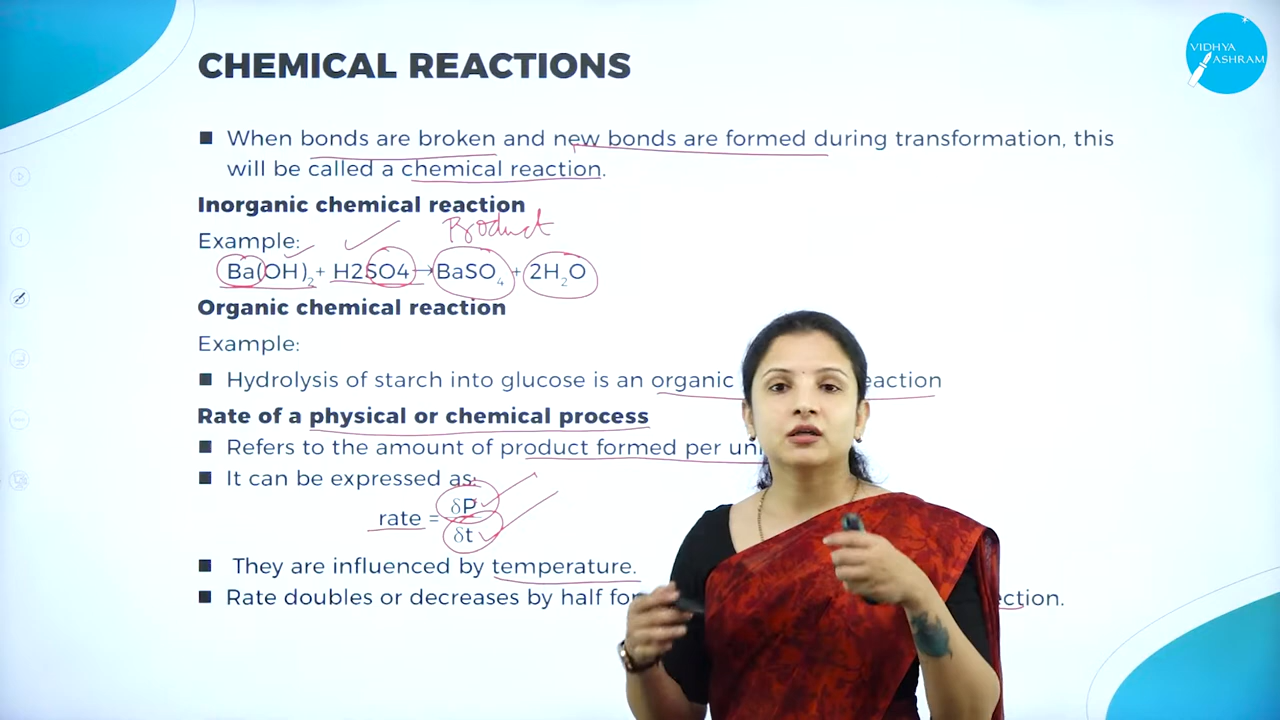 VIDHYA
ASHRAM
CHEMICAL REACTIONS
■ When bonds are broken and new bonds are formed during transformation, this
will be called a chemical reaction.
Inorganic chemical reaction
Product
Example:
Ba(OH)₂ + H2SO4 → BaSO₄ + 2H₂O
Organic chemical reaction
Example:
■ Hydrolysis of starch into glucose is an organic
■ Refers to the amount of product formed per
Rate of a physical or chemical process
■ It can be expressed as:
rate = δP
δt
■ They are influenced by temperature.
■ Rate doubles or decreases by half